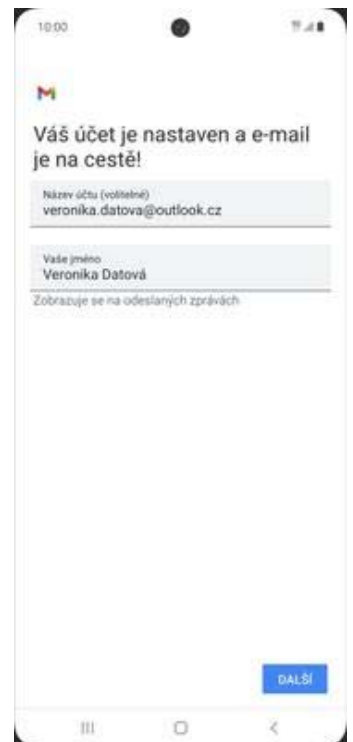 10:00
Váš účet je nastaven a e-mail
je na cestě!
Název účtu (volitelné)
veronika.datova@outlook.cz
Vaše jméno
Veronika Datová
Zobrazuje se na odeslaných zprávách
DALŠÍ